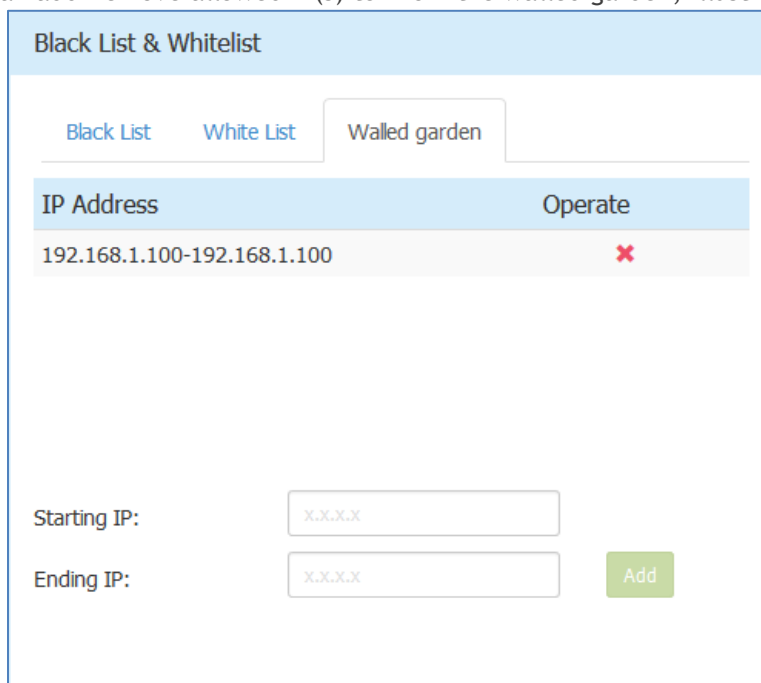 Black List & Whitelist
Black List White List Walled garden
IP Address Operate
192.168.1.100-192.168.1.100
Starting IP: x.x.x.x
Ending IP: x.x.x.x Add